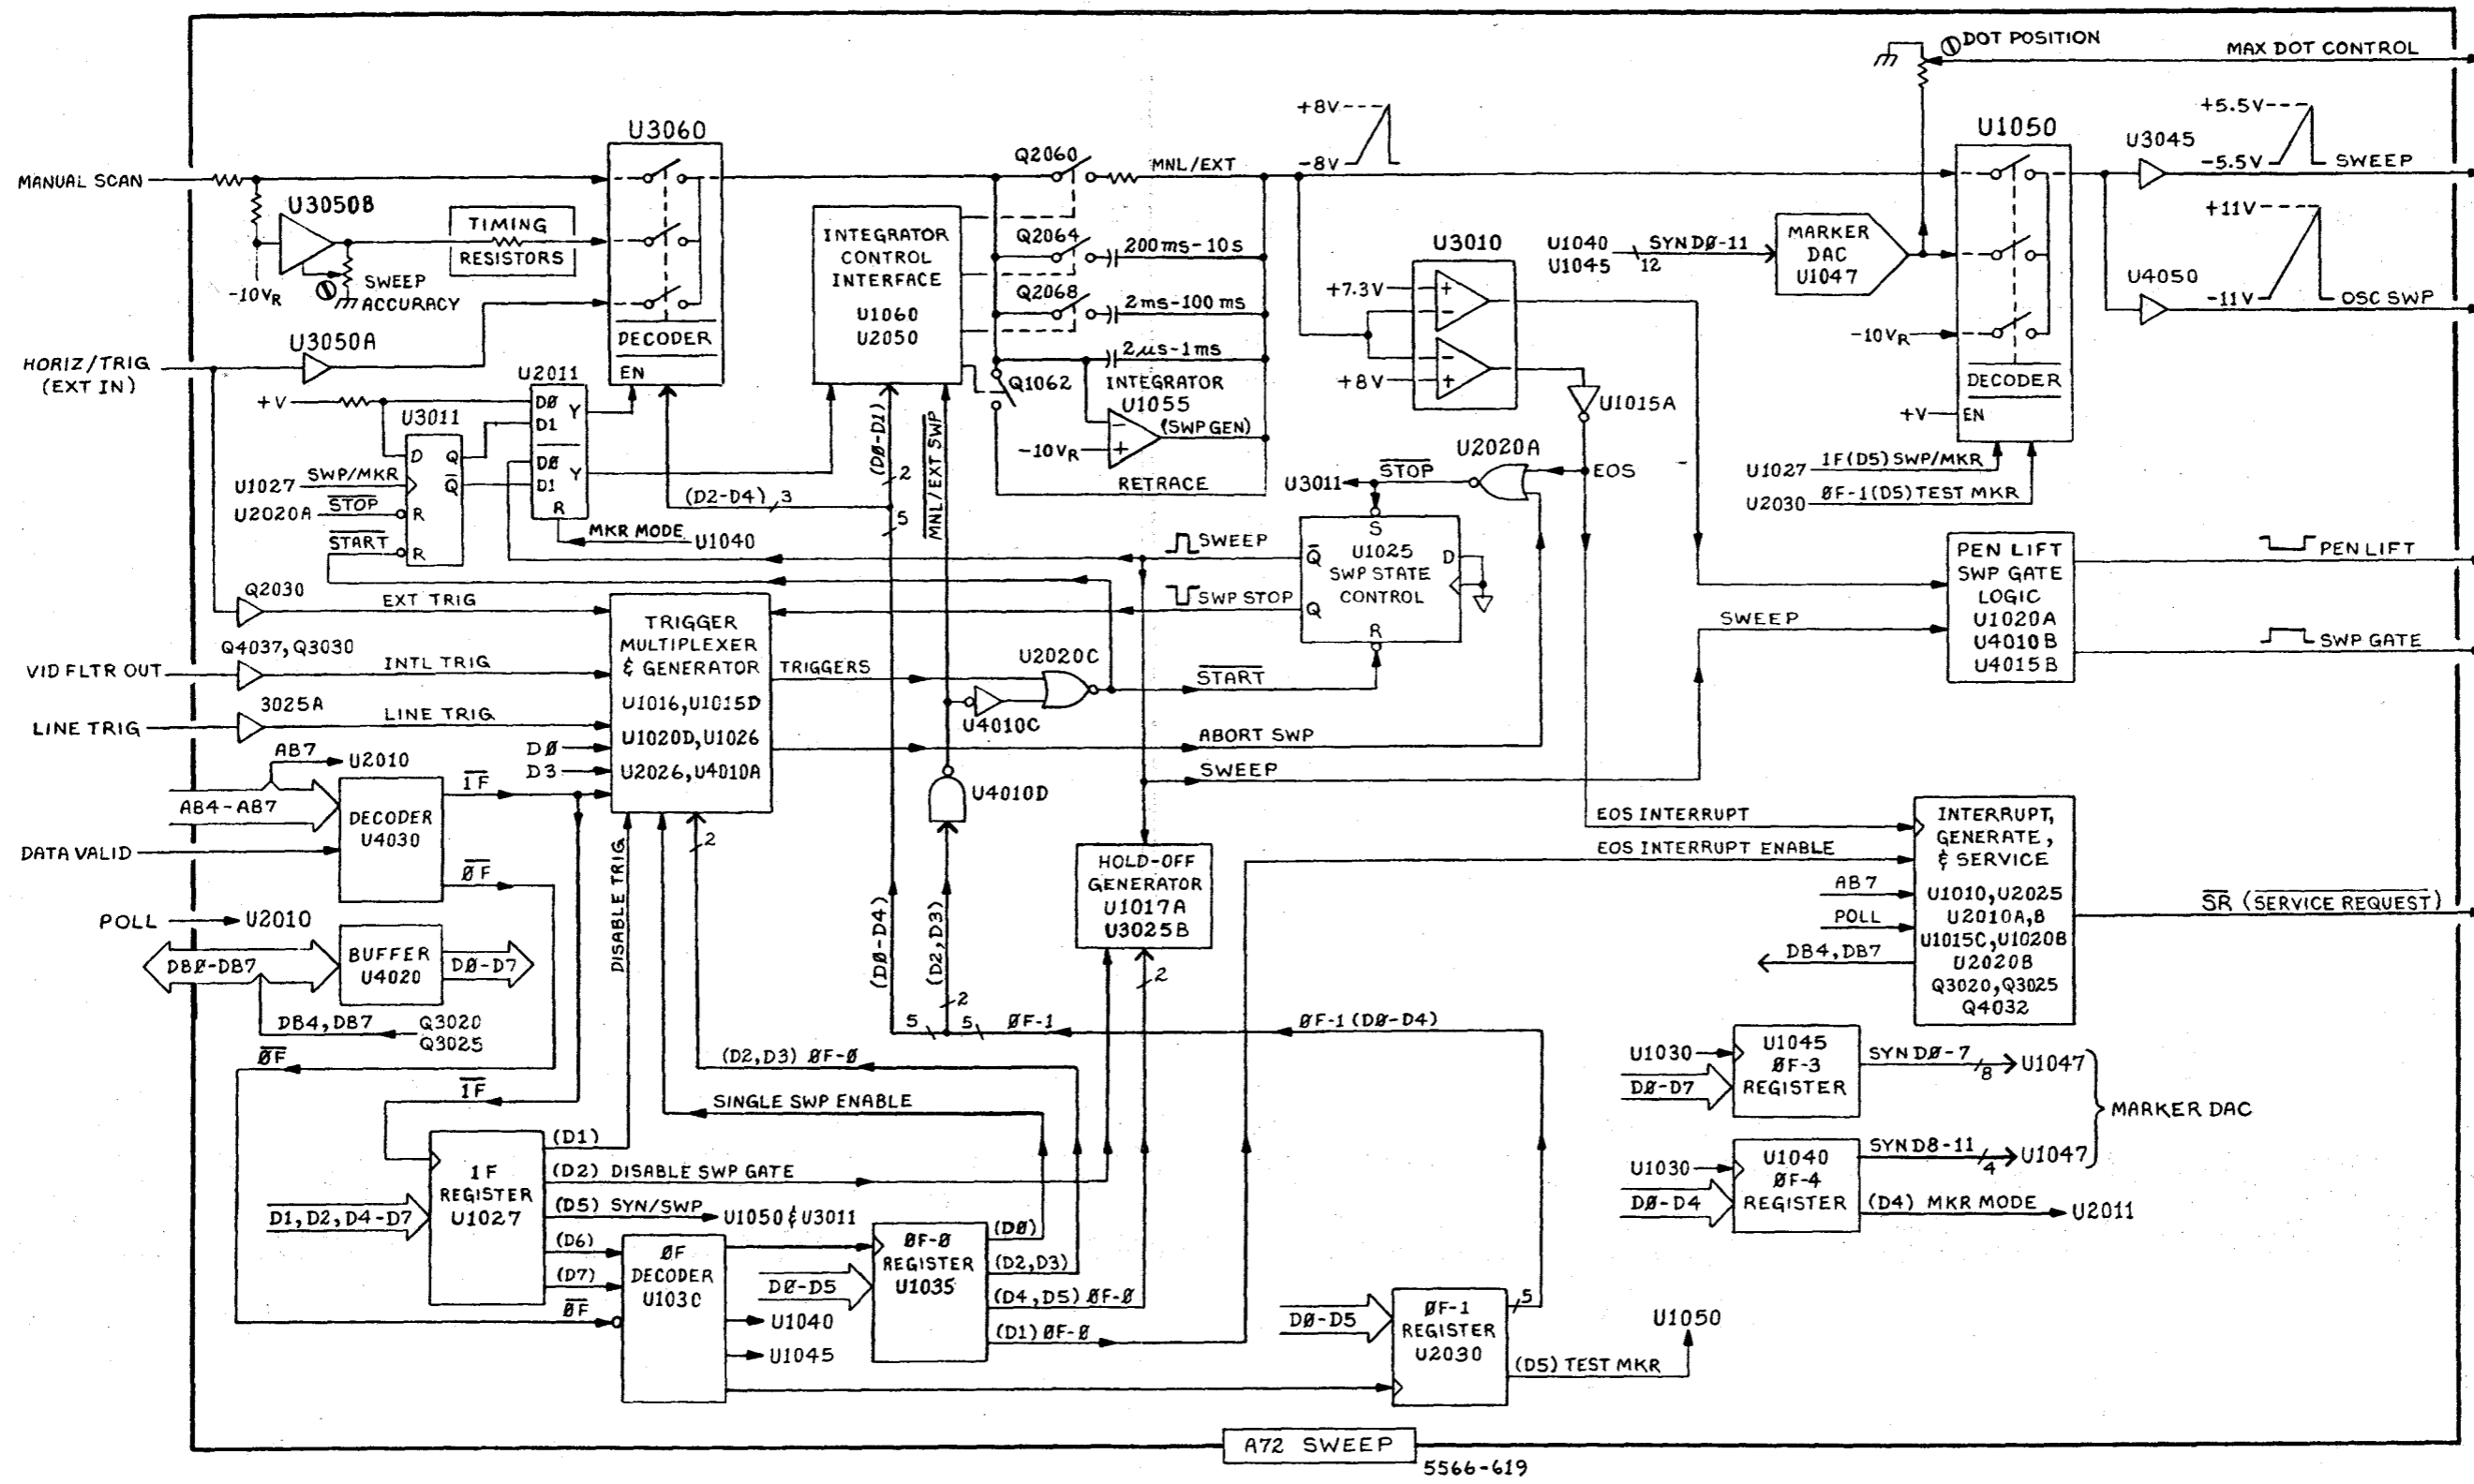 DOT POSITION
MAX DOT CONTROL
1
+8V
-8V
+5.5V
-5.5V
SWEEP
U3060
U1050
U3045
Q2060
MNL/EXT
MANUAL SCAN
U3050B
TIMING
RESISTORS
-10VR
1
SWEEP
ACCURACY
INTEGRATOR
CONTROL
INTERFACE
U1060
U2050
Q2064
200ms-10s
Q2068
2ms-100ms
2μs-1ms
Q1062
INTEGRATOR
U1055
(SWP GEN)
-10VR
RETRACE
U3010
+7.3V
+8V
U1040
U1045
SYN DØ-11
12
MARKER
DAC
U1047
+11V
U4050
-11V
OSC SWP
-10VR
DECODER
+V
EN
U3050A
DECODER
EN
HORIZ/TRIG
(EXT IN)
U2011
+V
DØ
Y
D1
DØ
Y
D1
R
U3011
D
Q
Q
R
R
U1027
SWP/MKR
U2020A
STOP
START
MKR MODE
U1040
(D2-D4)
3
(DØ-D1)
2
5
MNL/EXT SWP
U1015A
U2020A
EOS
U3011
STOP
1F(D5)SWP/MKR
U1027
ØF-1(D5)TEST MKR
U2030
SWEEP
SWP STOP
S
Q
U1025
D
SWP STATE
CONTROL
Q
R
PEN LIFT
SWP GATE
LOGIC
U1020A
U4010B
U4015B
PEN LIFT
SWP GATE
SWEEP
Q2030
EXT TRIG
Q4037, Q3030
VID FLTR OUT
INTL TRIG
3025A
LINE TRIG
LINE TRIG
DØ
D3
TRIGGER
MULTIPLEXER
& GENERATOR
U1016, U1015D
U1020D, U1026
U2026, U4010A
TRIGGERS
U2020C
U4010C
START
ABORT SWP
SWEEP
U4010D
AB7
U2010
AB4-AB7
DECODER
U4030
1F
ØF
DATA VALID
POLL
U2010
DBØ-DB7
BUFFER
U4020
DØ-D7
DB4, DB7
Q3020
Q3025
DISABLE TRIG
2
(DØ-D4)
(D2,D3)
2
5
5
ØF-1
ØF-1 (DØ-D4)
HOLD-OFF
GENERATOR
U1017A
U3025B
2
EOS INTERRUPT
EOS INTERRUPT ENABLE
AB7
POLL
DB4, DB7
INTERRUPT,
GENERATE,
& SERVICE
U1010, U2025
U2010A,B
U1015C, U1020B
U2020B
Q3020, Q3025
Q4032
SR (SERVICE REQUEST)
ØF
1F
(D2,D3) ØF-Ø
SINGLE SWP ENABLE
U1030
DØ-D7
U1045
ØF-3
REGISTER
SYN DØ-7
8
U1047
U1030
DØ-D4
U1040
ØF-4
REGISTER
SYN D8-11
4
U1047
(D4) MKR MODE
U2011
MARKER DAC
1F
REGISTER
U1027
D1, D2, D4-D7
(D1)
(D2) DISABLE SWP GATE
(D5) SYN/SWP
U1050 & U3011
(D6)
(D7)
ØF
ØF
DECODER
U1030
U1040
U1045
ØF-Ø
REGISTER
U1035
DØ-D5
(DØ)
(D2,D3)
(D4,D5) ØF-Ø
(D1) ØF-Ø
DØ-D5
ØF-1
REGISTER
U2030
5
(D5) TEST MKR
U1050
A72 SWEEP
5566-619